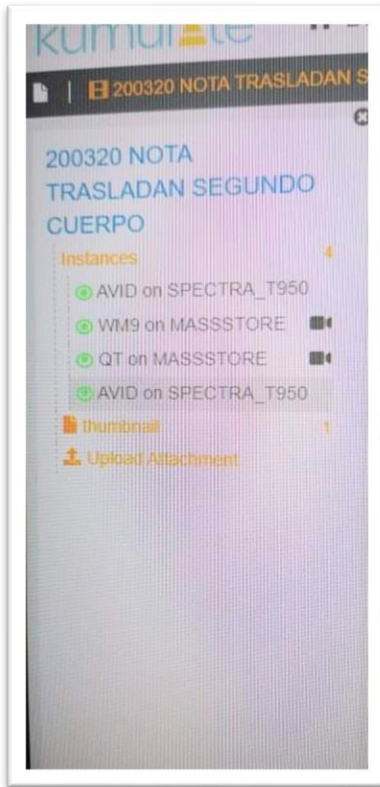 kumulate
200320 NOTA TRASLADAN S
200320 NOTA
TRASLADAN SEGUNDO
CUERPO
Instances 4
AVID on SPECTRA_T950
WM9 on MASSSTORE
QT on MASSSTORE
AVID on SPECTRA_T950
thumbnail 1
Upload Attachment